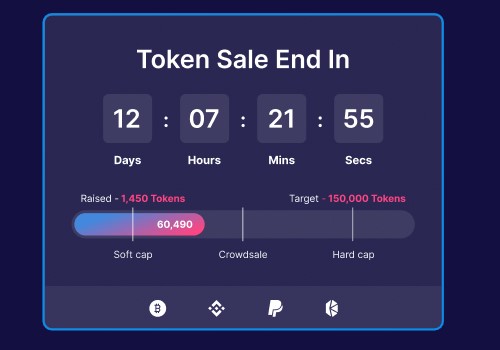 Token Sale End In
12 : 07 : 21 : 55
Days Hours Mins Secs
Raised - 1,450 Tokens Target - 150,000 Tokens
60,490
Soft cap Crowdsale Hard cap